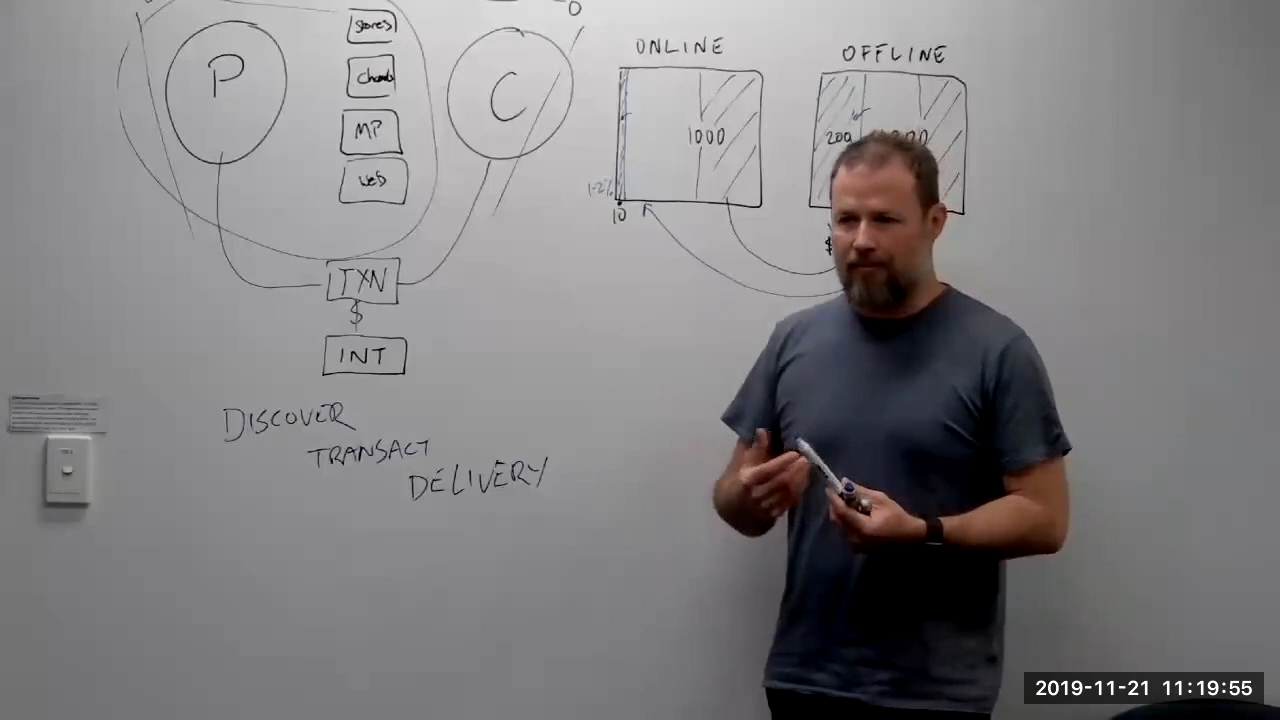 Stores
P
C
MP
Web
TXN
$
INT
DISCOVER
TRANSACT
DELIVERY
ONLINE
1000
1-2%
10
OFFLINE
200
$
2019-11-21 11:19:55